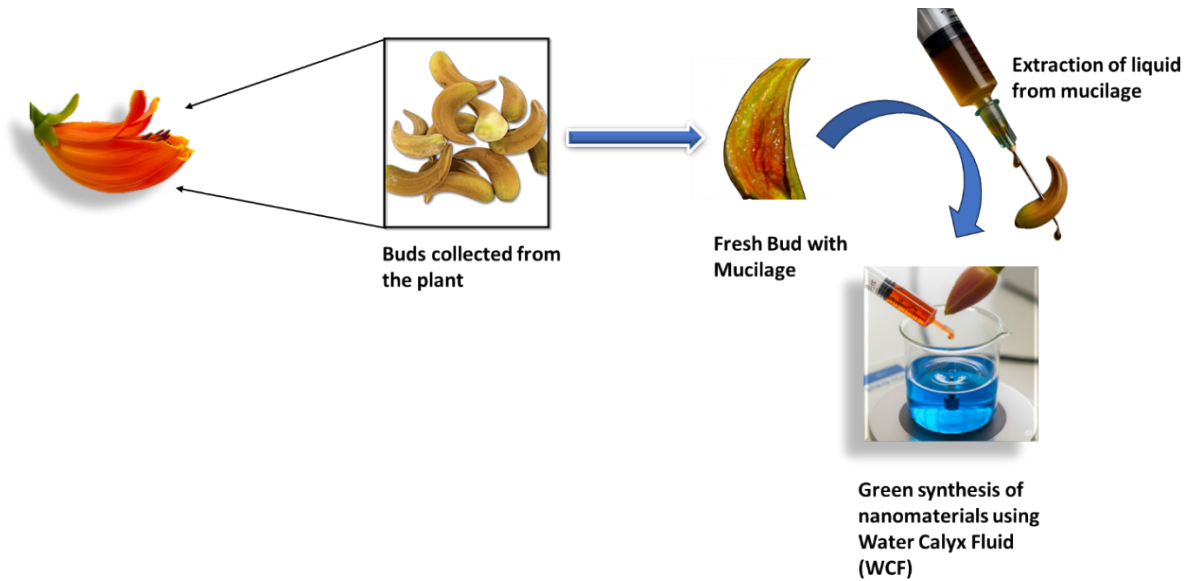 Buds collected from
the plant
Fresh Bud with
Mucilage
Extraction of liquid
from mucilage
Green synthesis of
nanomaterials using
Water Calyx Fluid
(WCF)